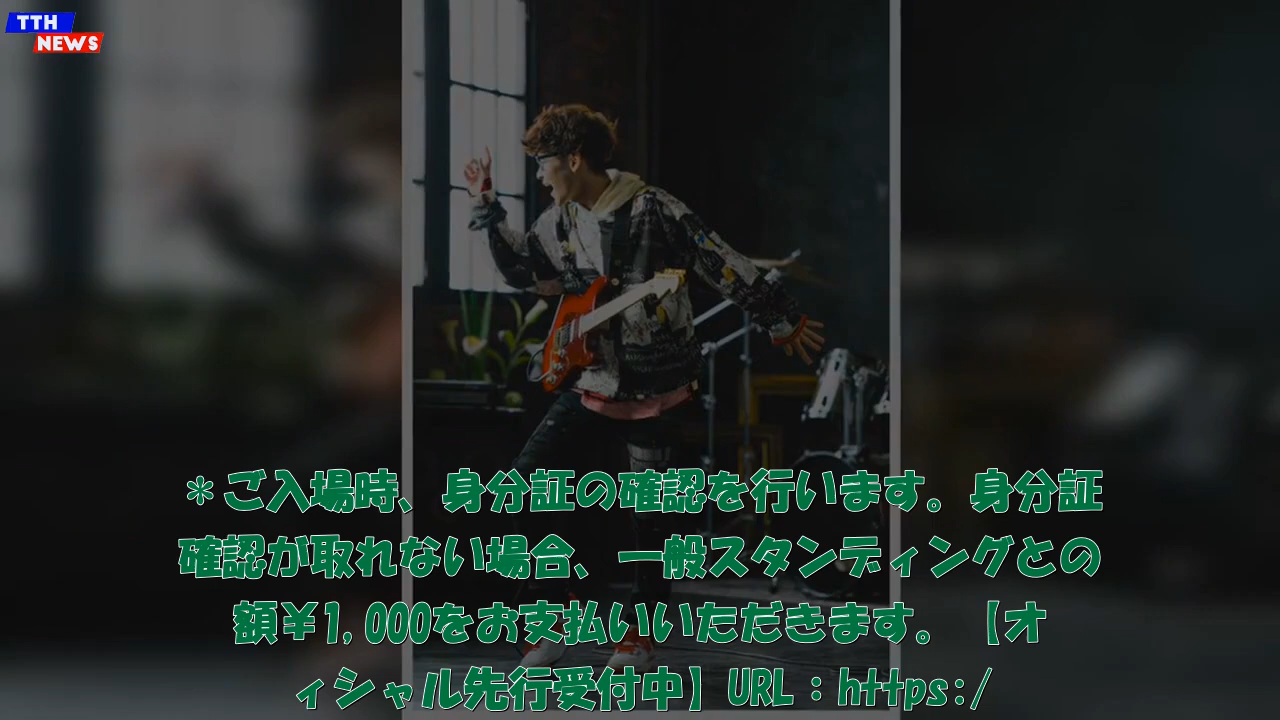 TTH
NEWS
＊ご入場時、身分証の確認を行います。身分証
確認が取れない場合、一般スタンディングとの
額￥1,000をお支払いいただきます。【オ
ィシャル先行受付中】URL：https:/